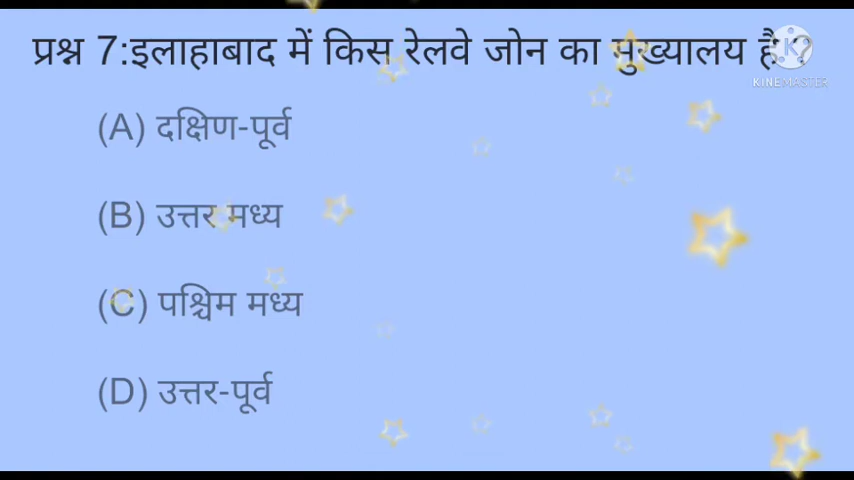 प्रश्न 7:इलाहाबाद में किस रेलवे जोन का मुख्यालय है ?
K
KINEMASTER
(A) दक्षिण-पूर्व
(B) उत्तर मध्य
(C) पश्चिम मध्य
(D) उत्तर-पूर्व